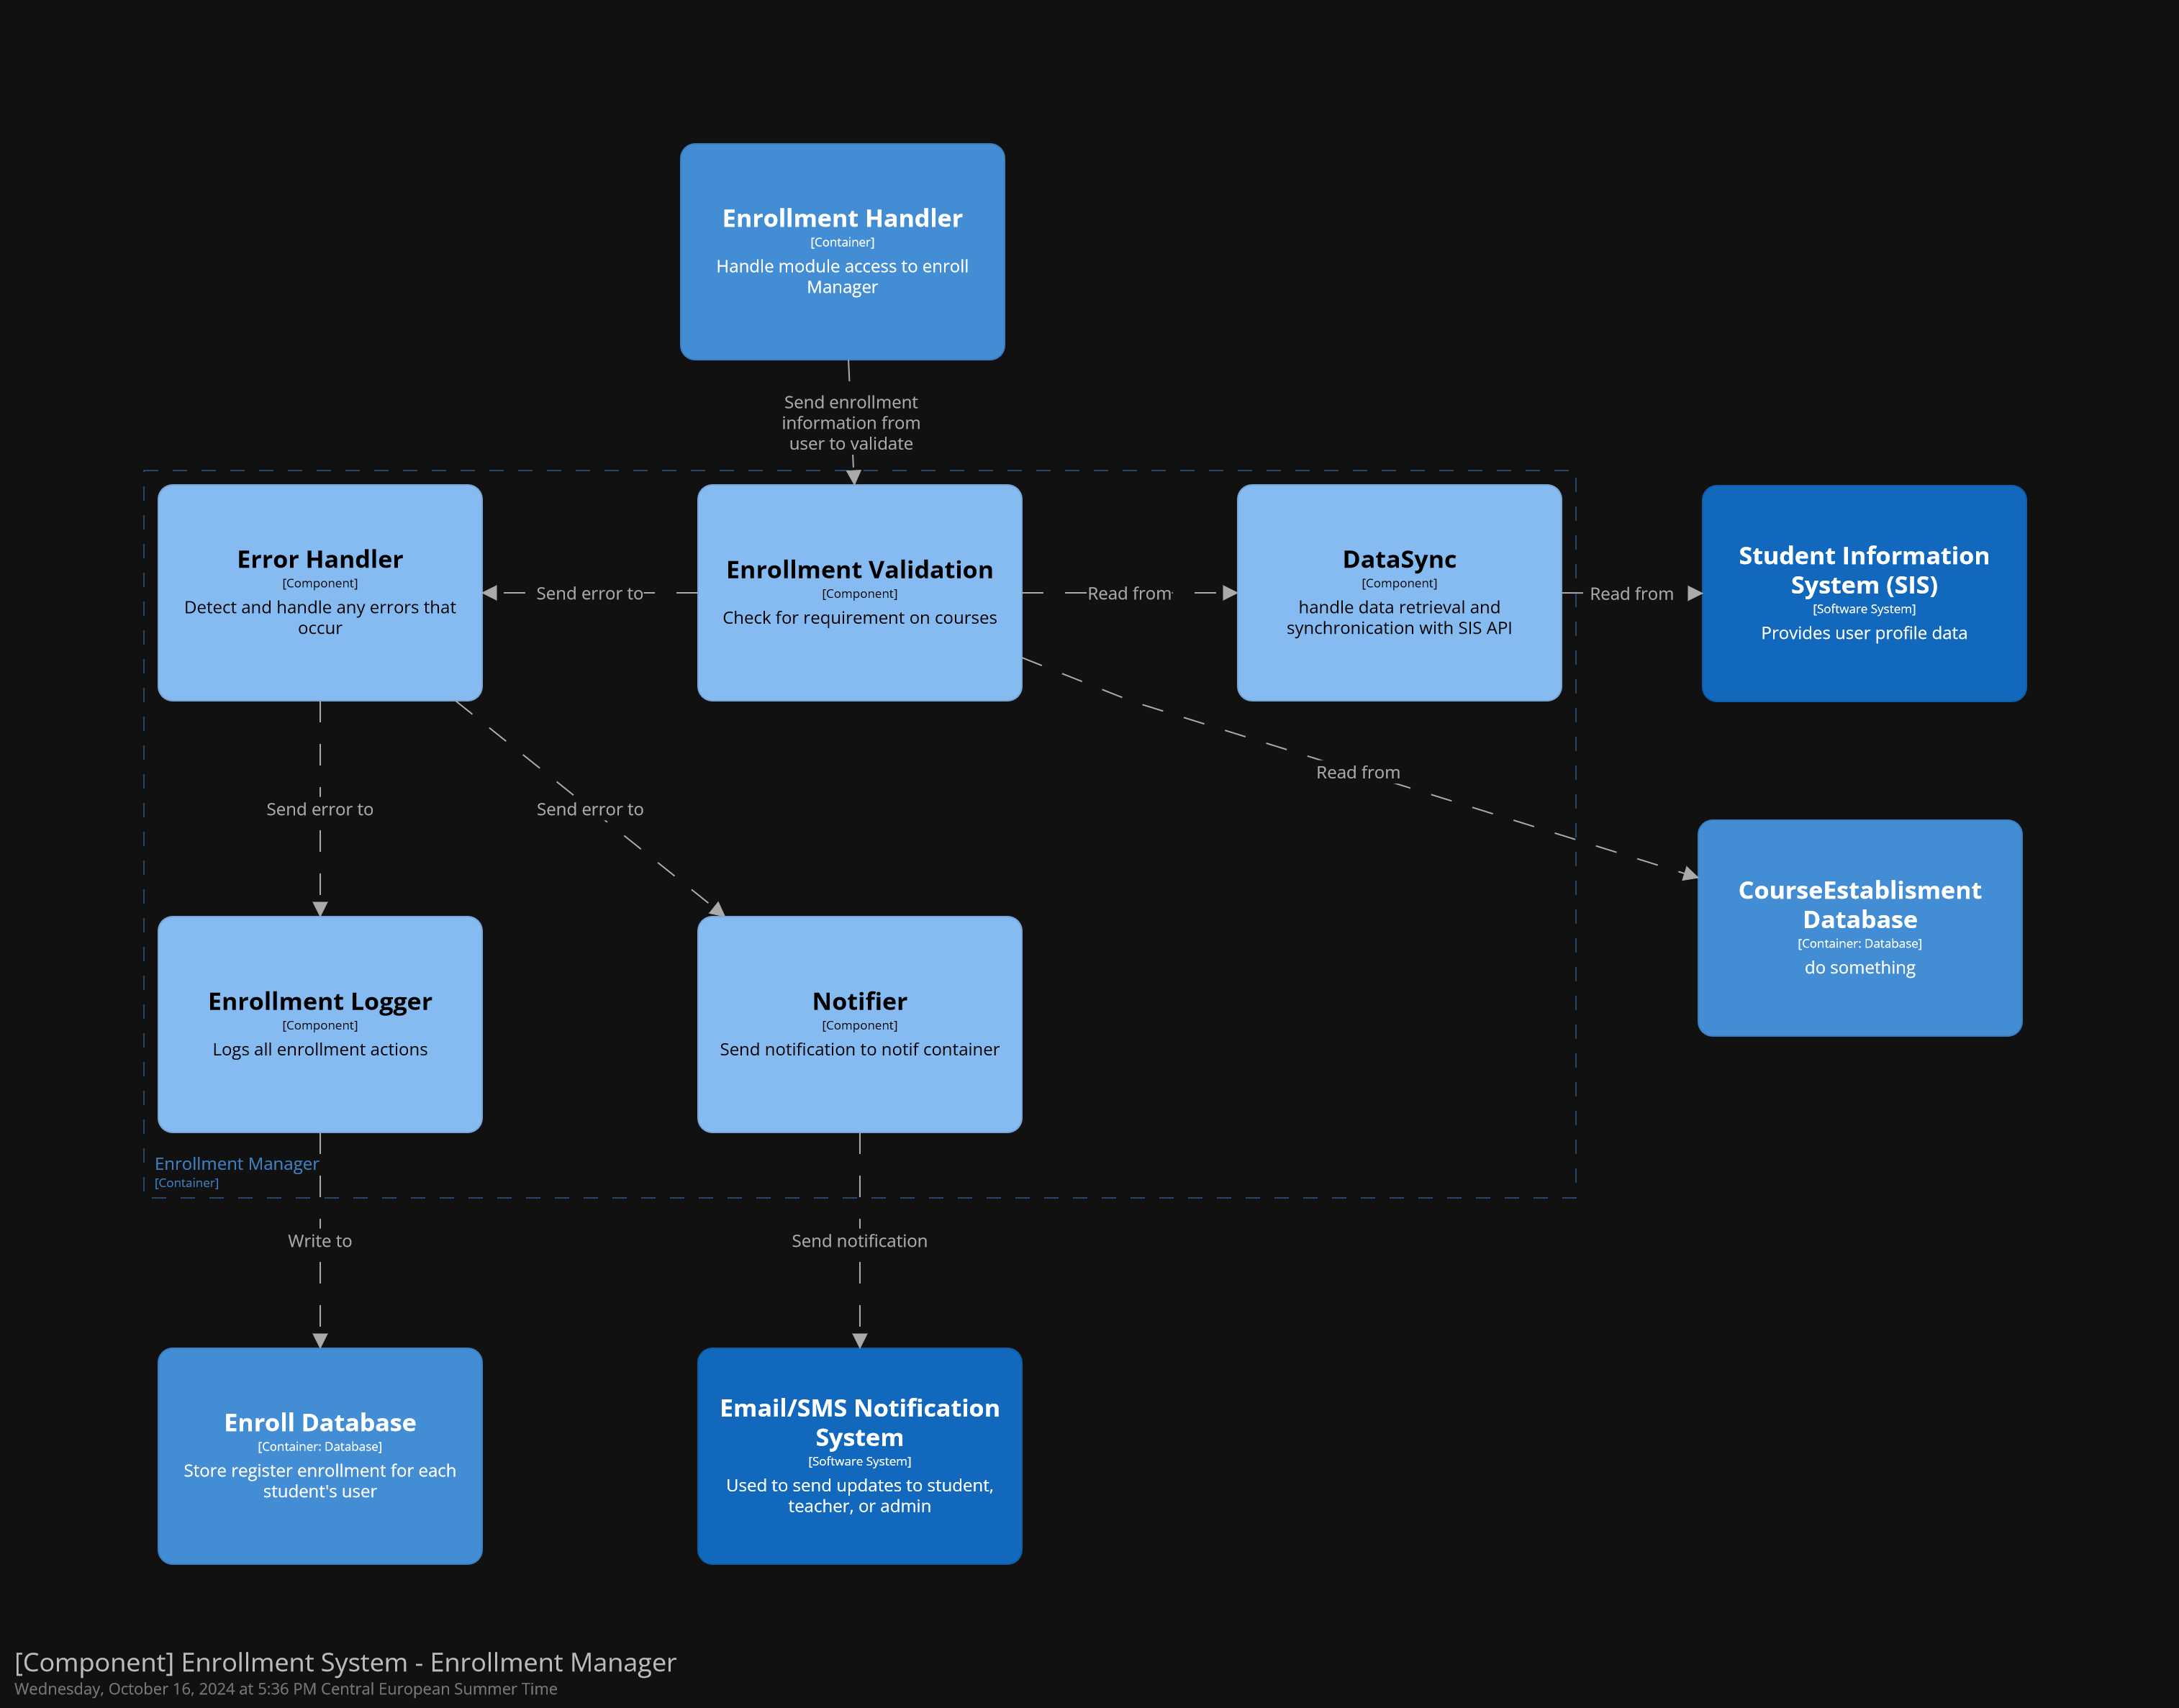 Enrollment Handler
[Container]
Handle module access to enroll
Manager
Send enrollment
information from
user to validate
Error Handler
[Component]
Detect and handle any errors that
occur
Send error to
Enrollment Validation
[Component]
Check for requirement on courses
Read from
DataSync
[Component]
handle data retrieval and
synchronication with SIS API
Read from
Student Information
System (SIS)
[Software System]
Provides user profile data
Read from
Send error to
Send error to
CourseEstablisment
Database
[Container: Database]
do something
Enrollment Logger
[Component]
Logs all enrollment actions
Notifier
[Component]
Send notification to notif container
Enrollment Manager
[Container]
Write to
Send notification
Enroll Database
[Container: Database]
Store register enrollment for each
student's user
Email/SMS Notification
System
[Software System]
Used to send updates to student,
teacher, or admin
[Component] Enrollment System - Enrollment Manager
Wednesday, October 16, 2024 at 5:36 PM Central European Summer Time